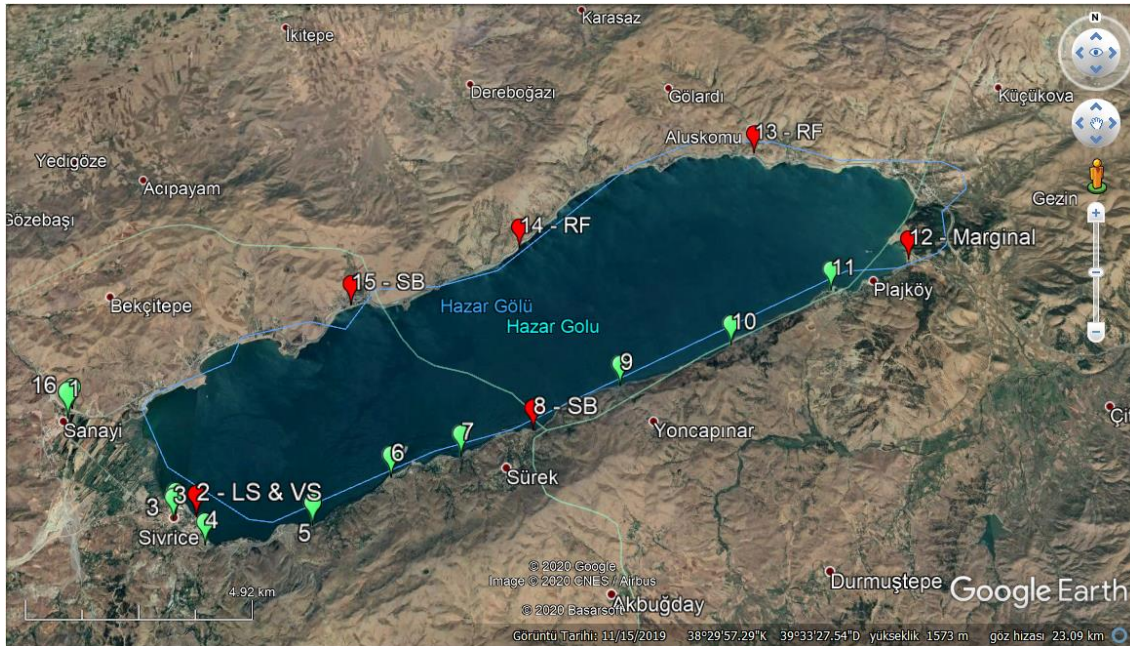 Karasaz
İkitepe
N
Dereboğazı
Gölardı
Küçükova
Aluskomu
13 - RF
Yedigöze
Acıpayam
Gezin
Gözebaşı
14 - RF
12 - Marginal
15 - SB
11
Plajköy
Bekçitepe
Hazar Gölü
Hazar Golu
10
9
16
1
8 - SB
Sanayi
Yoncapınar
7
6
Sürek
2 - LS & VS
3
3
4
5
Sivrice
© 2020 Google
Image © 2020 CNES / Airbus
© 2020 Basarsoft
4.92 km
Akbuğday
Durmuştepe
Google Earth
Görüntü Tarihi: 11/15/2019 38°29'57.29"K 39°33'27.54"D yükseklik 1573 m göz hizası 23.09 km